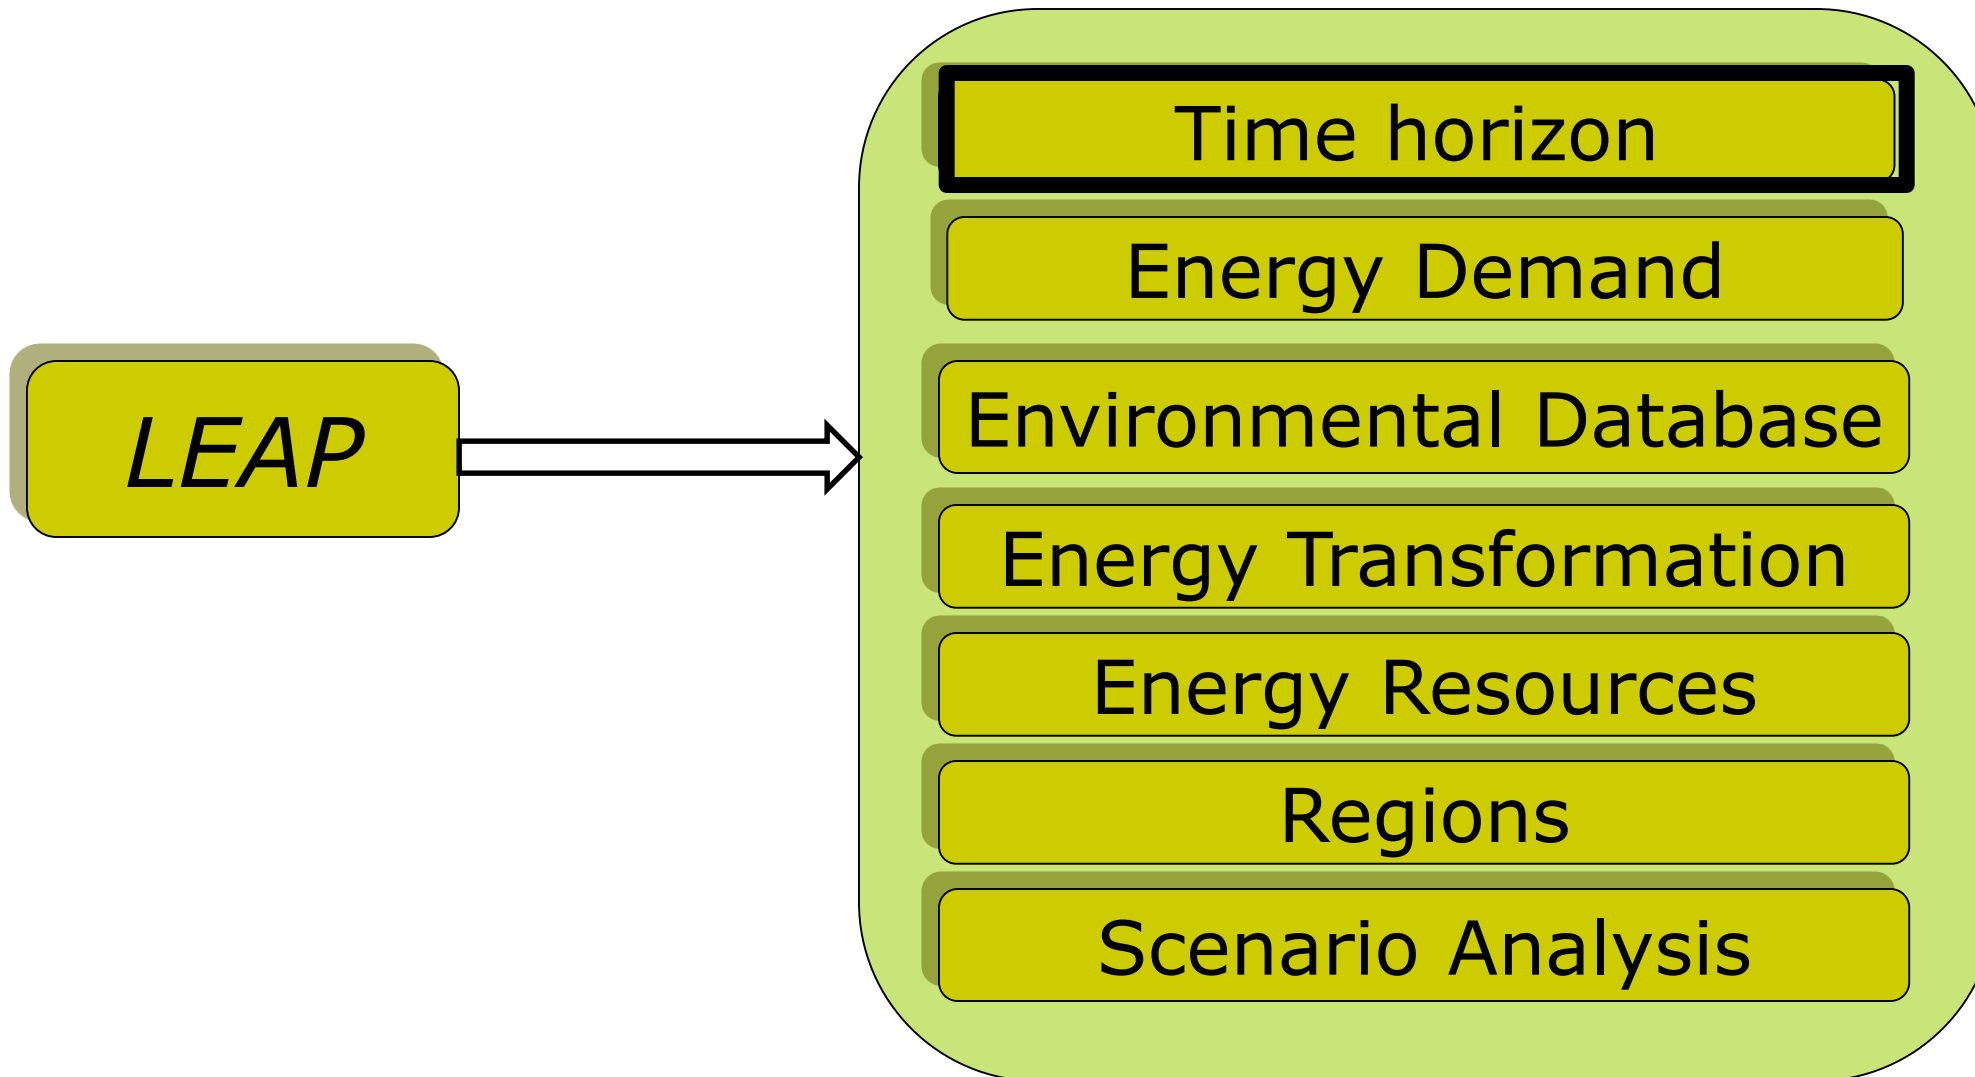 LEAP
Time horizon
Energy Demand
Environmental Database
Energy Transformation
Energy Resources
Regions
Scenario Analysis